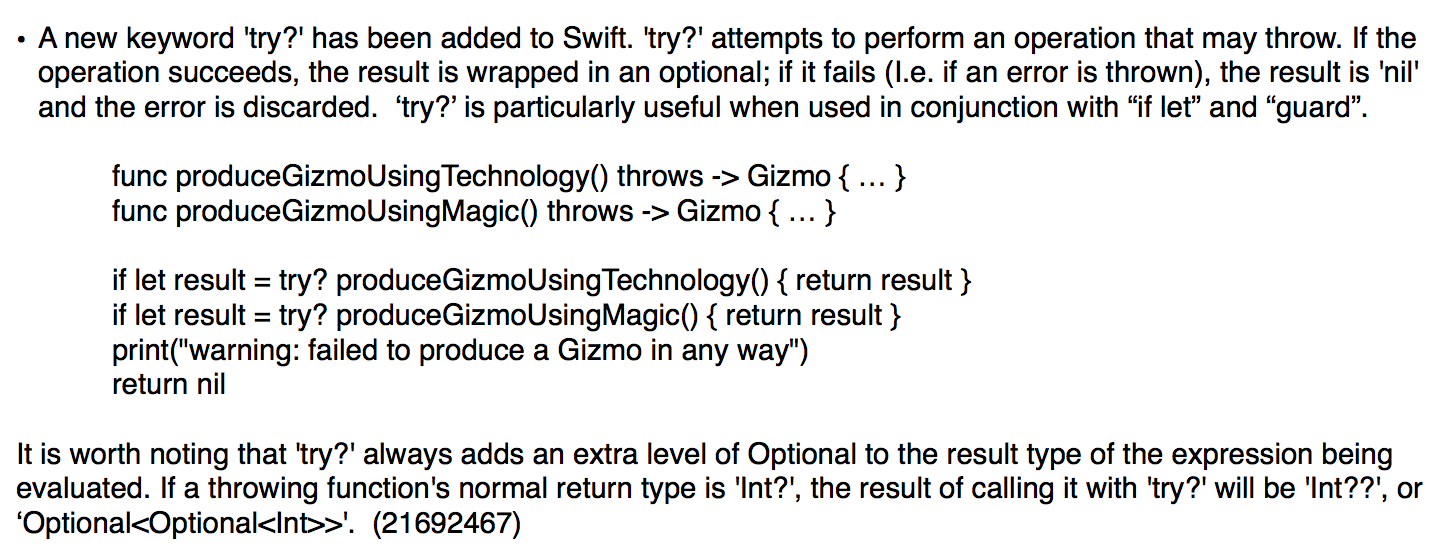 • A new keyword 'try?' has been added to Swift. 'try?' attempts to perform an operation that may throw. If the
operation succeeds, the result is wrapped in an optional; if it fails (I.e. if an error is thrown), the result is 'nil'
and the error is discarded.  ‘try?’ is particularly useful when used in conjunction with “if let” and “guard”.
func produceGizmoUsingTechnology() throws -> Gizmo { … }
func produceGizmoUsingMagic() throws -> Gizmo { … }
if let result = try? produceGizmoUsingTechnology() { return result }
if let result = try? produceGizmoUsingMagic() { return result }
print("warning: failed to produce a Gizmo in any way")
return nil
It is worth noting that 'try?' always adds an extra level of Optional to the result type of the expression being
evaluated. If a throwing function's normal return type is 'Int?', the result of calling it with 'try?' will be 'Int??', or
‘Optional<Optional<Int>>'.  (21692467)